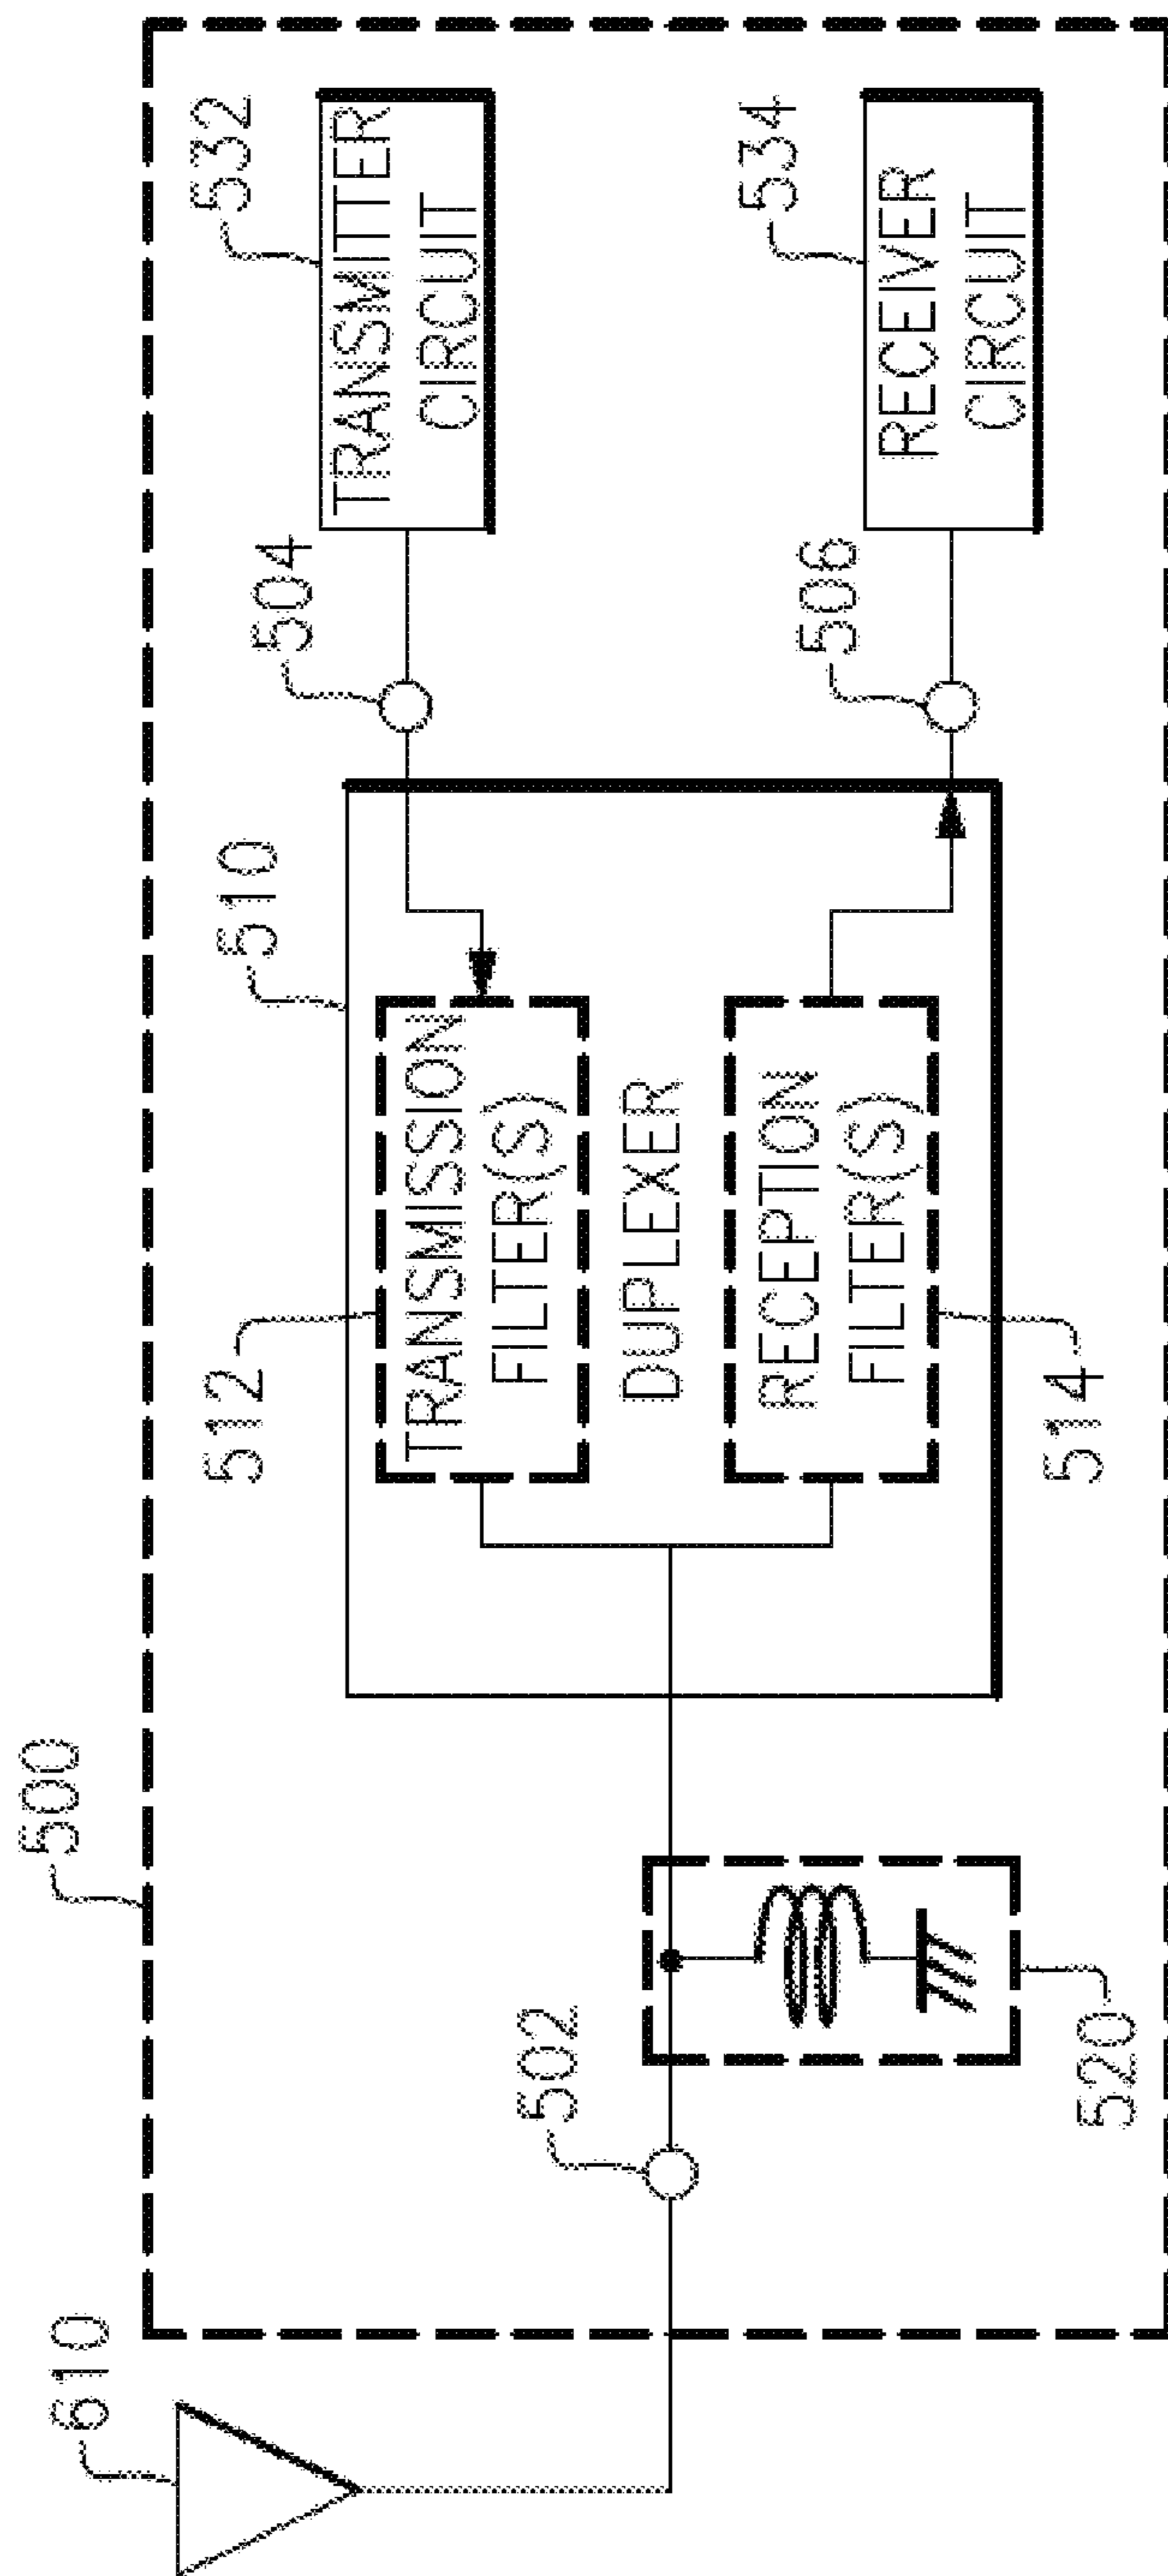 500
610
502
520
510
512
TRANSMISSION
FILTER(S)
DUPLEXER
RECEPTION
FILTER(S)
514
504
506
532
TRANSMITTER
CIRCUIT
534
RECEIVER
CIRCUIT